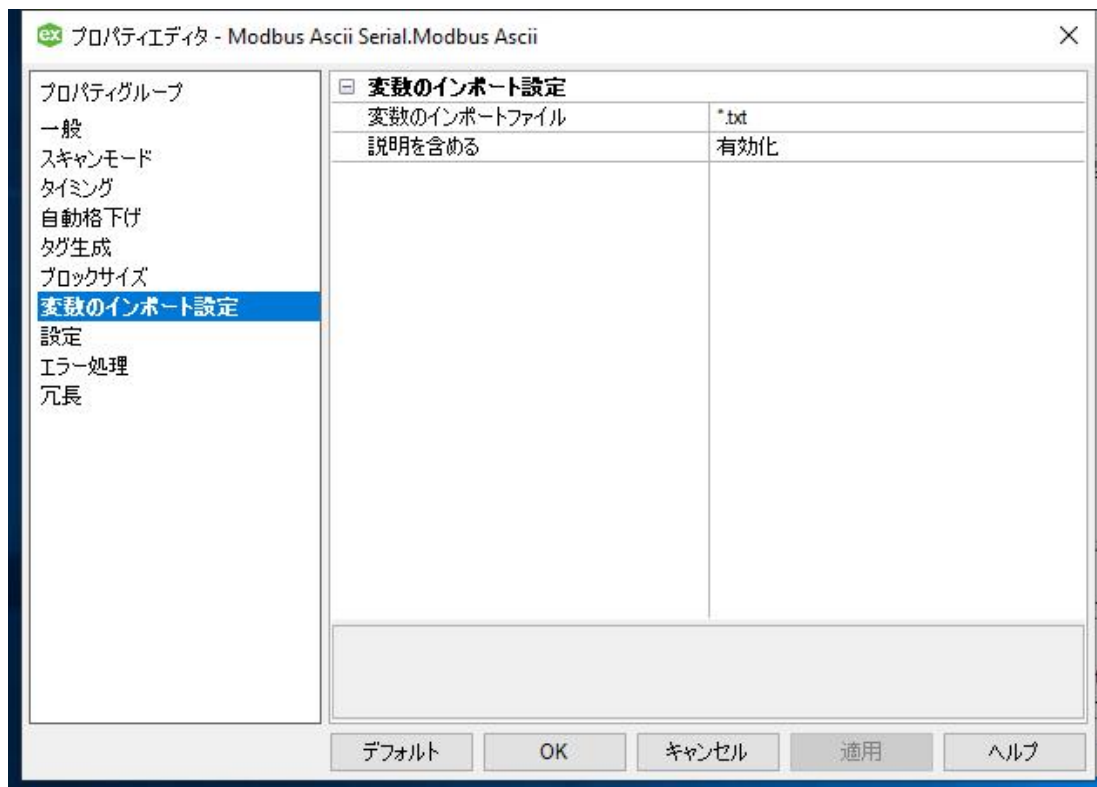 ex プロパティエディタ - Modbus Ascii Serial.Modbus Ascii
プロパティグループ
一般
スキャンモード
タイミング
自動格下げ
タグ生成
ブロックサイズ
変数のインポート設定
設定
エラー処理
冗長
変数のインポート設定
変数のインポートファイル *.txt
説明を含める 有効化
デフォルト OK キャンセル 適用 ヘルプ